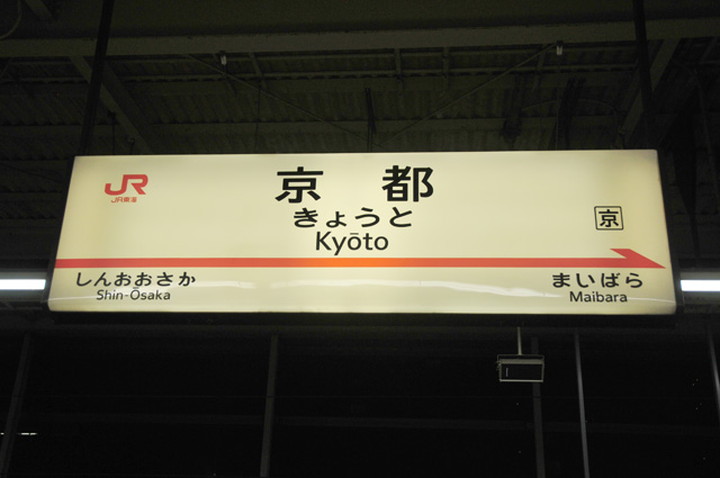 JR
JR東海
京都
きょうと
Kyōto
京
しんおおさか
Shin-Ōsaka
まいばら
Maibara